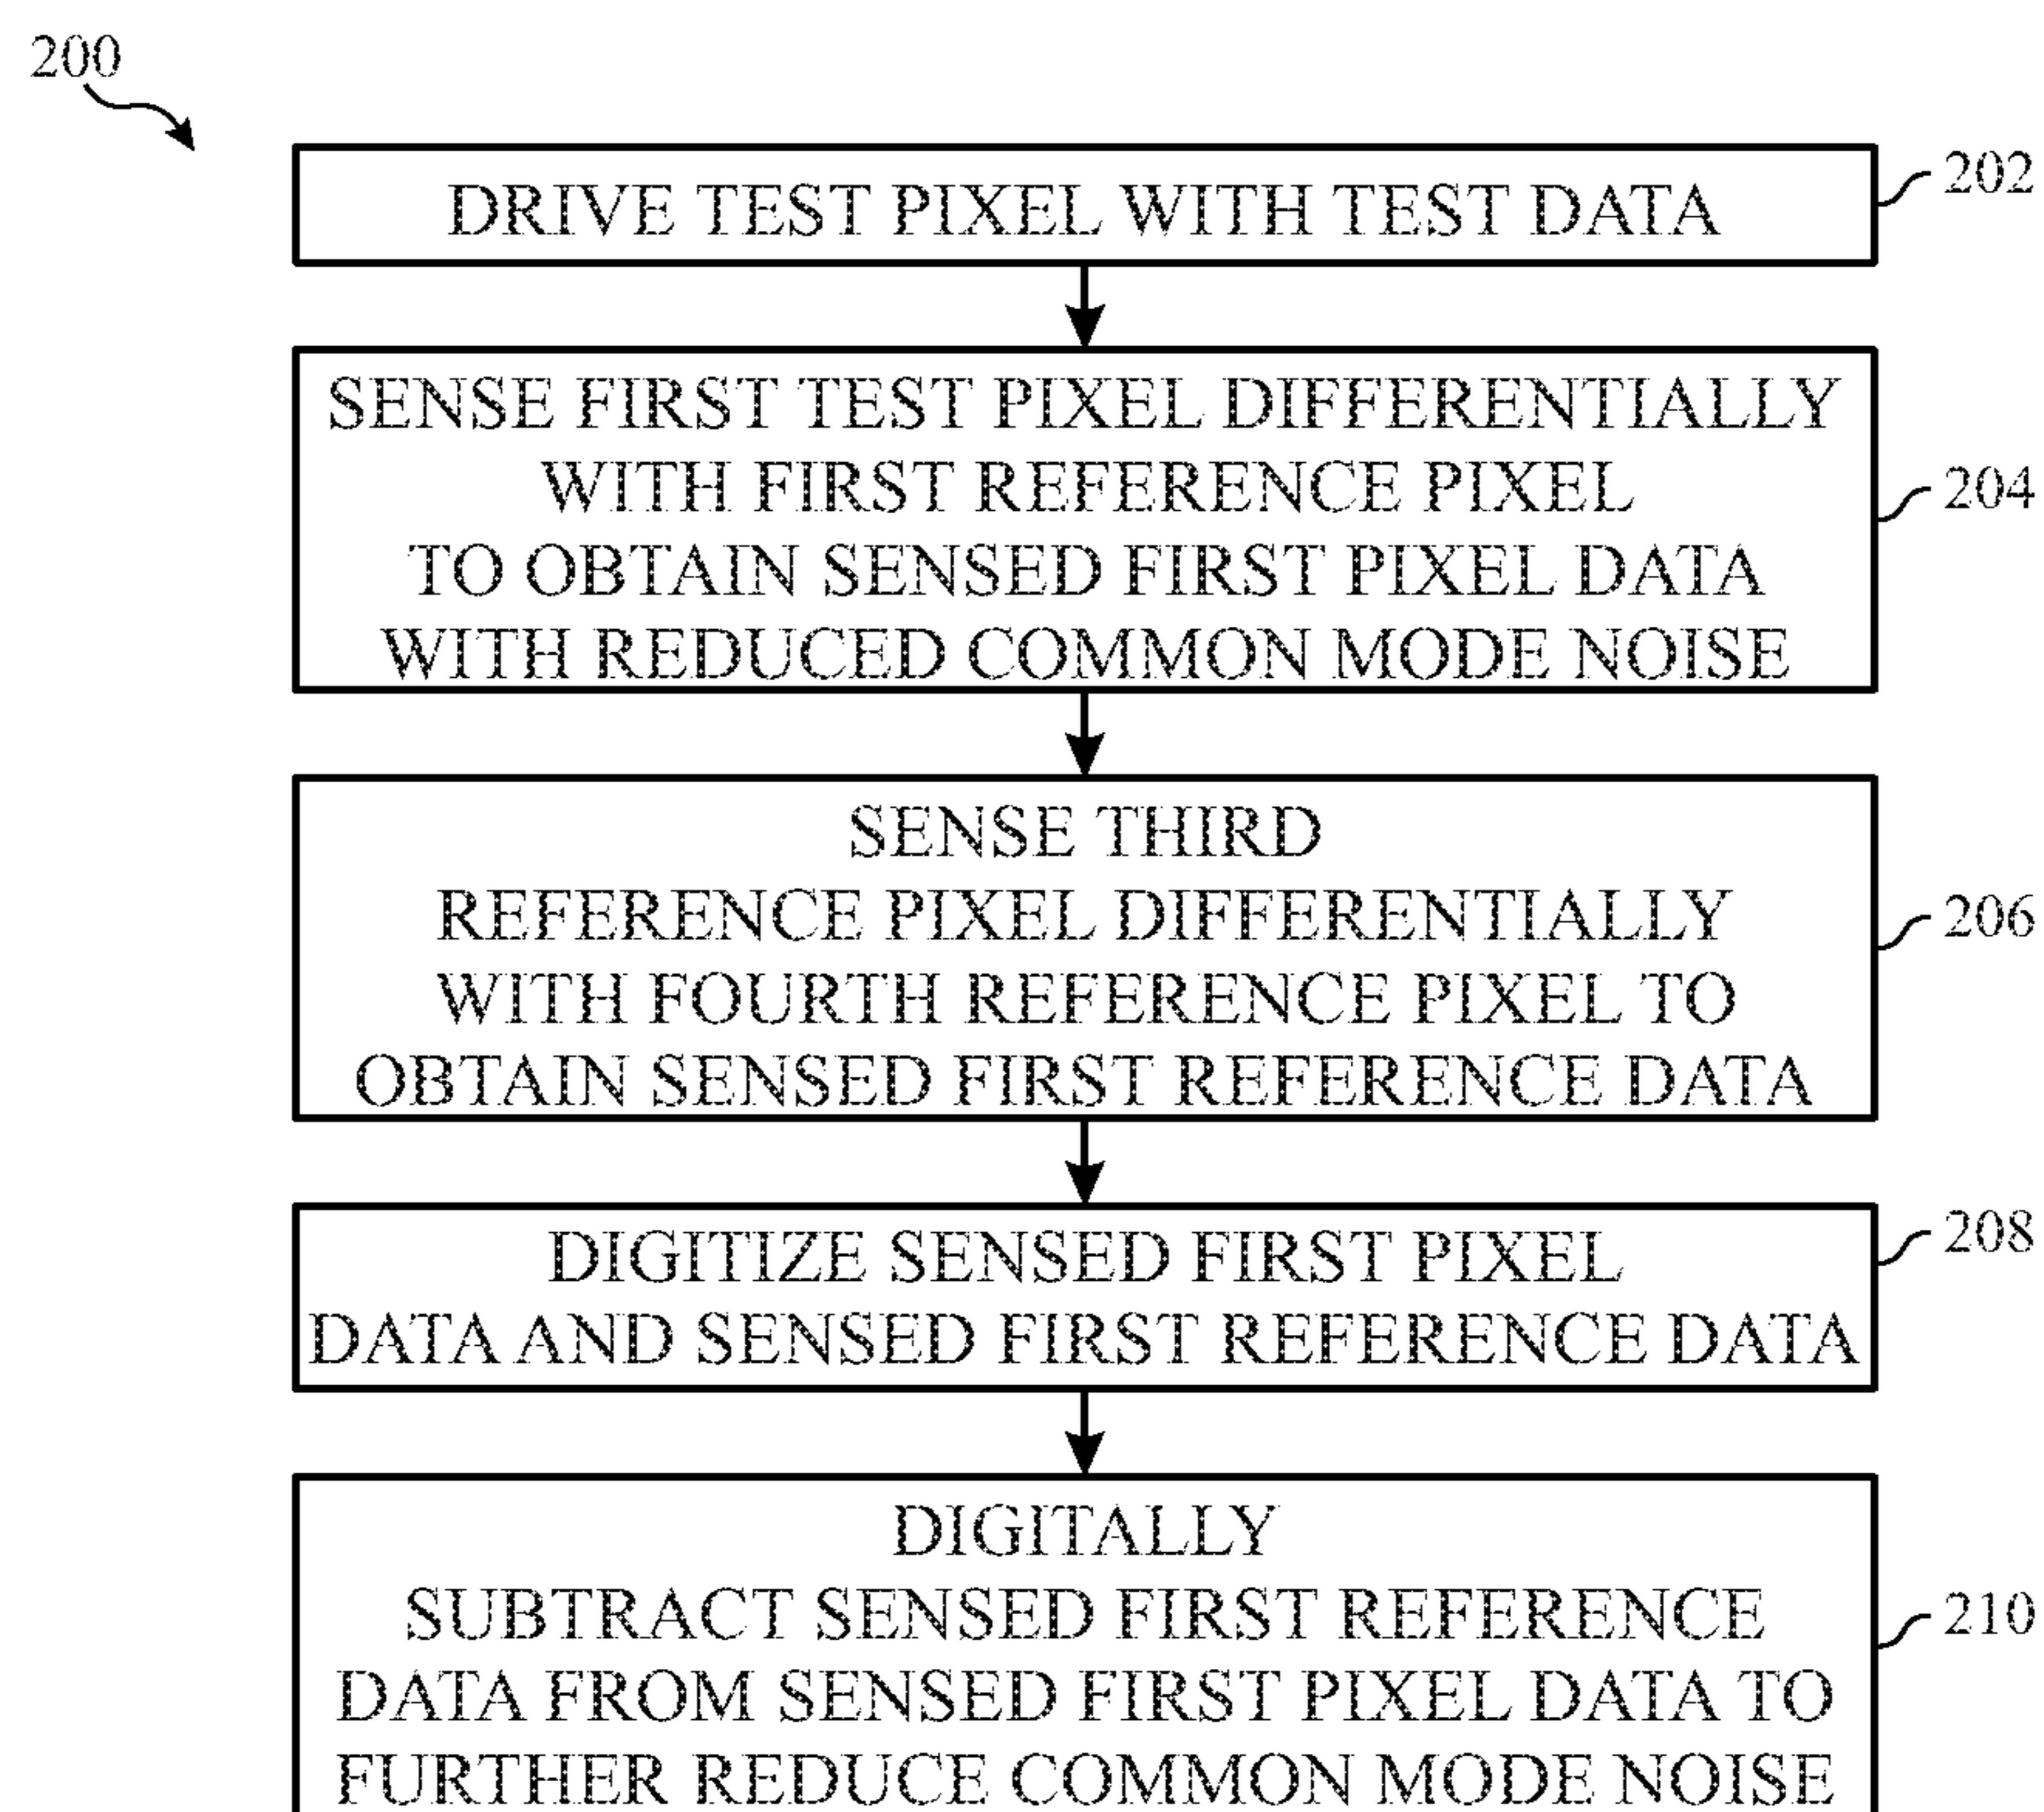 200
DRIVE TEST PIXEL WITH TEST DATA
202
SENSE FIRST TEST PIXEL DIFFERENTIALLY
WITH FIRST REFERENCE PIXEL
TO OBTAIN SENSED FIRST PIXEL DATA
WITH REDUCED COMMON MODE NOISE
204
SENSE THIRD
REFERENCE PIXEL DIFFERENTIALLY
WITH FOURTH REFERENCE PIXEL TO
OBTAIN SENSED FIRST REFERENCE DATA
206
DIGITIZE SENSED FIRST PIXEL
DATA AND SENSED FIRST REFERENCE DATA
208
DIGITALLY
SUBTRACT SENSED FIRST REFERENCE
DATA FROM SENSED FIRST PIXEL DATA TO
FURTHER REDUCE COMMON MODE NOISE
210